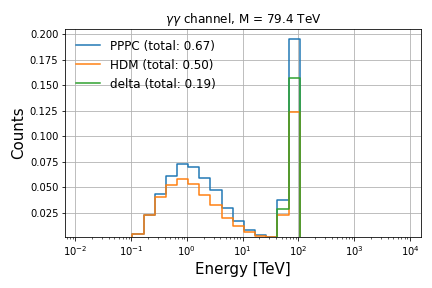 γγ channel, M = 79.4 TeV
PPPC (total: 0.67)
HDM (total: 0.50)
delta (total: 0.19)
Counts
0.200
0.175
0.150
0.125
0.100
0.075
0.050
0.025
10⁻² 10⁻¹ 10⁰ 10¹ 10² 10³ 10⁴
Energy [TeV]